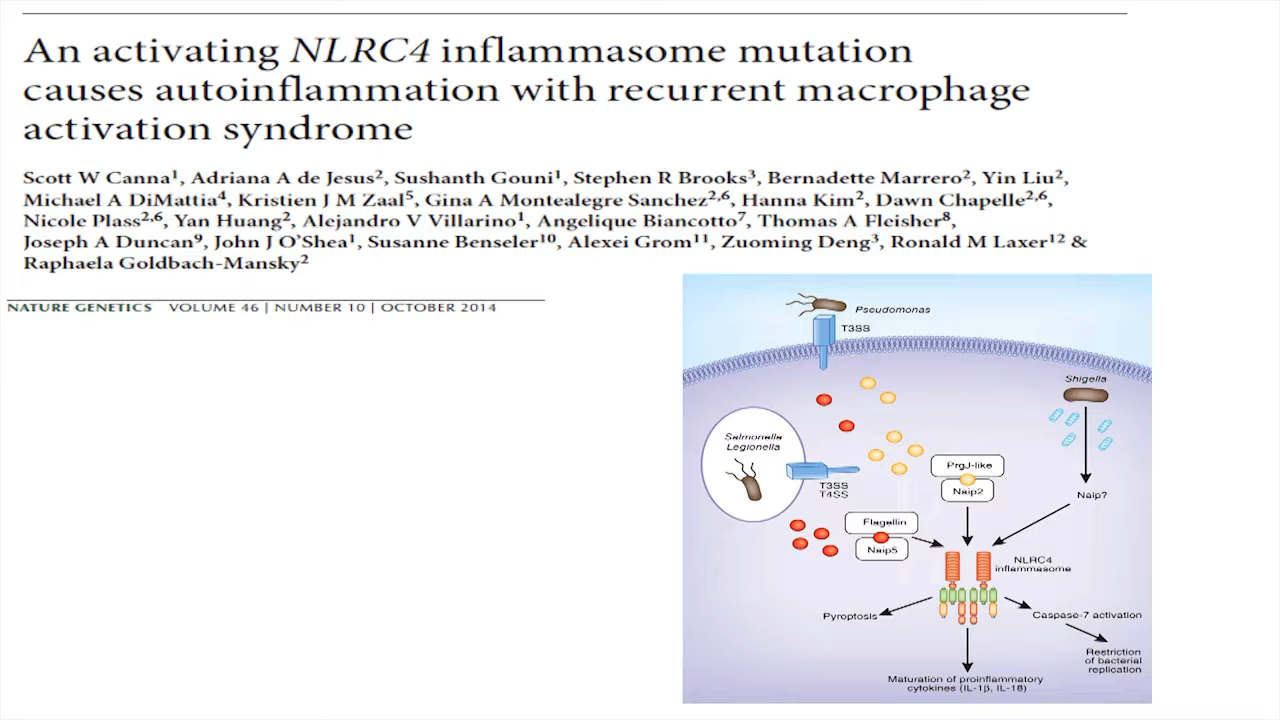 An activating NLRC4 inflammasome mutation
causes autoinflammation with recurrent macrophage
activation syndrome
Scott W Canna1, Adriana A de Jesus2, Sushanth Gouni1, Stephen R Brooks3, Bernadette Marrero2, Yin Liu2,
Michael A DiMattia4, Kristien J M Zaal5, Gina A Montealegre Sanchez2,6, Hanna Kim2, Dawn Chapelle2,6,
Nicole Plass2,6, Yan Huang2, Alejandro V Villarino1, Angelique Biancotto7, Thomas A Fleisher8,
Joseph A Duncan9, John J O'Shea1, Susanne Benseler10, Alexei Grom11, Zuoming Deng3, Ronald M Laxer12 &
Raphaela Goldbach-Mansky2
NATURE GENETICS VOLUME 46 | NUMBER 10 | OCTOBER 2014
Pseudomonas
T3SS
Shigella
Salmonella
Legionella
T3SS
T4SS
PrgJ-like
Naip2
Naip?
Flagellin
Naip5
NLRC4
inflammasome
Pyroptosis
Caspase-7 activation
Restriction
of bacterial
replication
Maturation of proinflammatory
cytokines (IL-1β, IL-18)